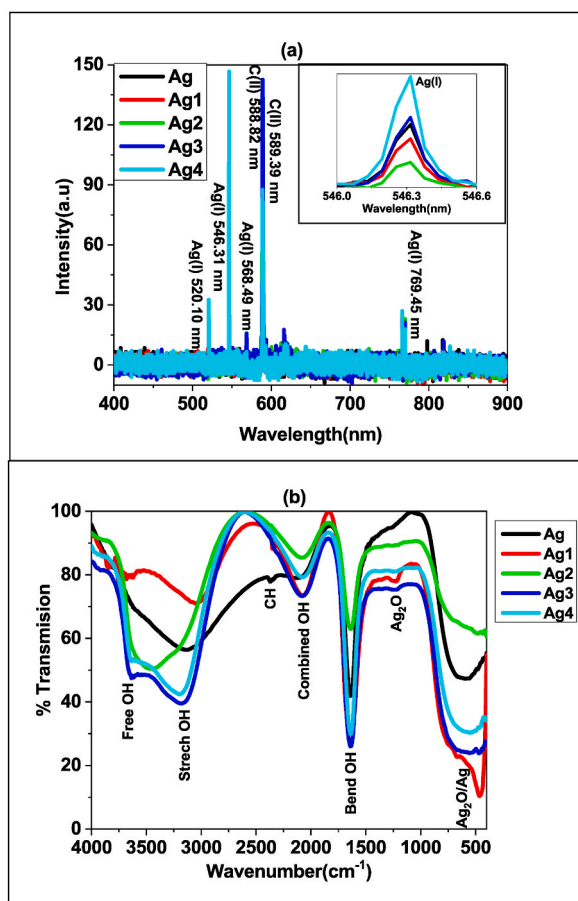 (a)
Ag
Ag1
Ag2
Ag3
Ag4
Intensity(a.u)
150
120
90
60
30
0
Ag(I) 520.10 nm
Ag(I) 546.31 nm
Ag(I) 568.49 nm
C(II) 588.82 nm
C(II) 589.39 nm
Ag(I) 769.45 nm
Ag(I)
546.0 546.3 546.6
Wavelength(nm)
400 500 600 700 800 900
Wavelength(nm)
(b)
% Transmision
100
80
60
40
20
0
Free OH
Strech OH
CH
Combined OH
Bend OH
Ag₂O
Ag₂O/Ag
Ag
Ag1
Ag2
Ag3
Ag4
4000 3500 3000 2500 2000 1500 1000 500
Wavenumber(cm⁻¹)